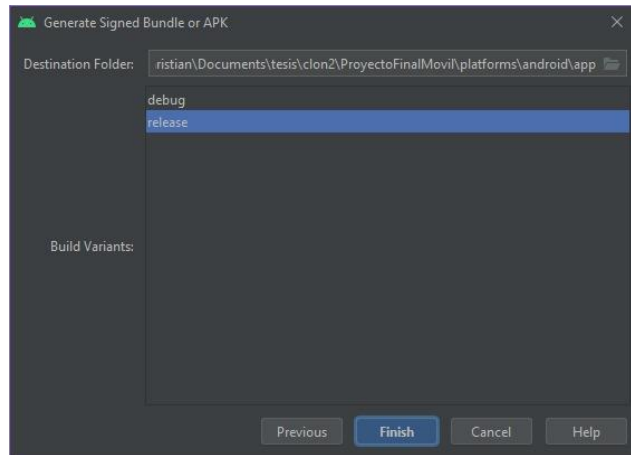 Generate Signed Bundle or APK
Destination Folder: ristian\Documents\tesis\clon2\ProyectoFinalMovil\platforms\android\app
debug
release
Build Variants:
Previous Finish Cancel Help